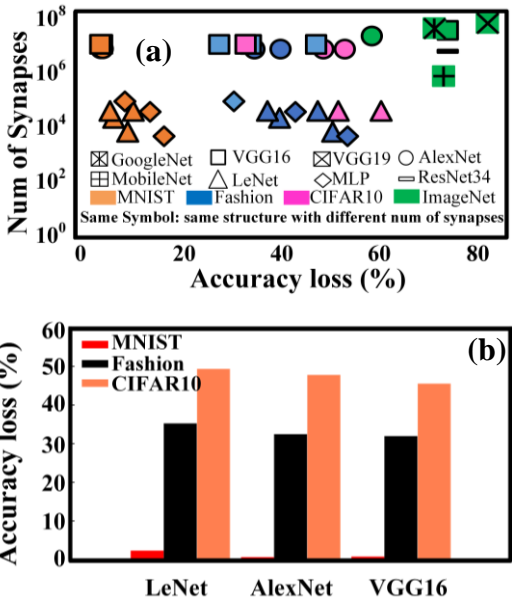 10^8
(a)
10^6
10^4
10^2
10^0
Num of Synapses
GoogleNet VGG16 VGG19 AlexNet
MobileNet LeNet MLP ResNet34
MNIST Fashion CIFAR10 ImageNet
Same Symbol: same structure with different num of synapses
0 20 40 60 80
Accuracy loss (%)
60
50
40
30
20
10
0
Accuracy loss (%)
MNIST
Fashion
CIFAR10
(b)
LeNet AlexNet VGG16